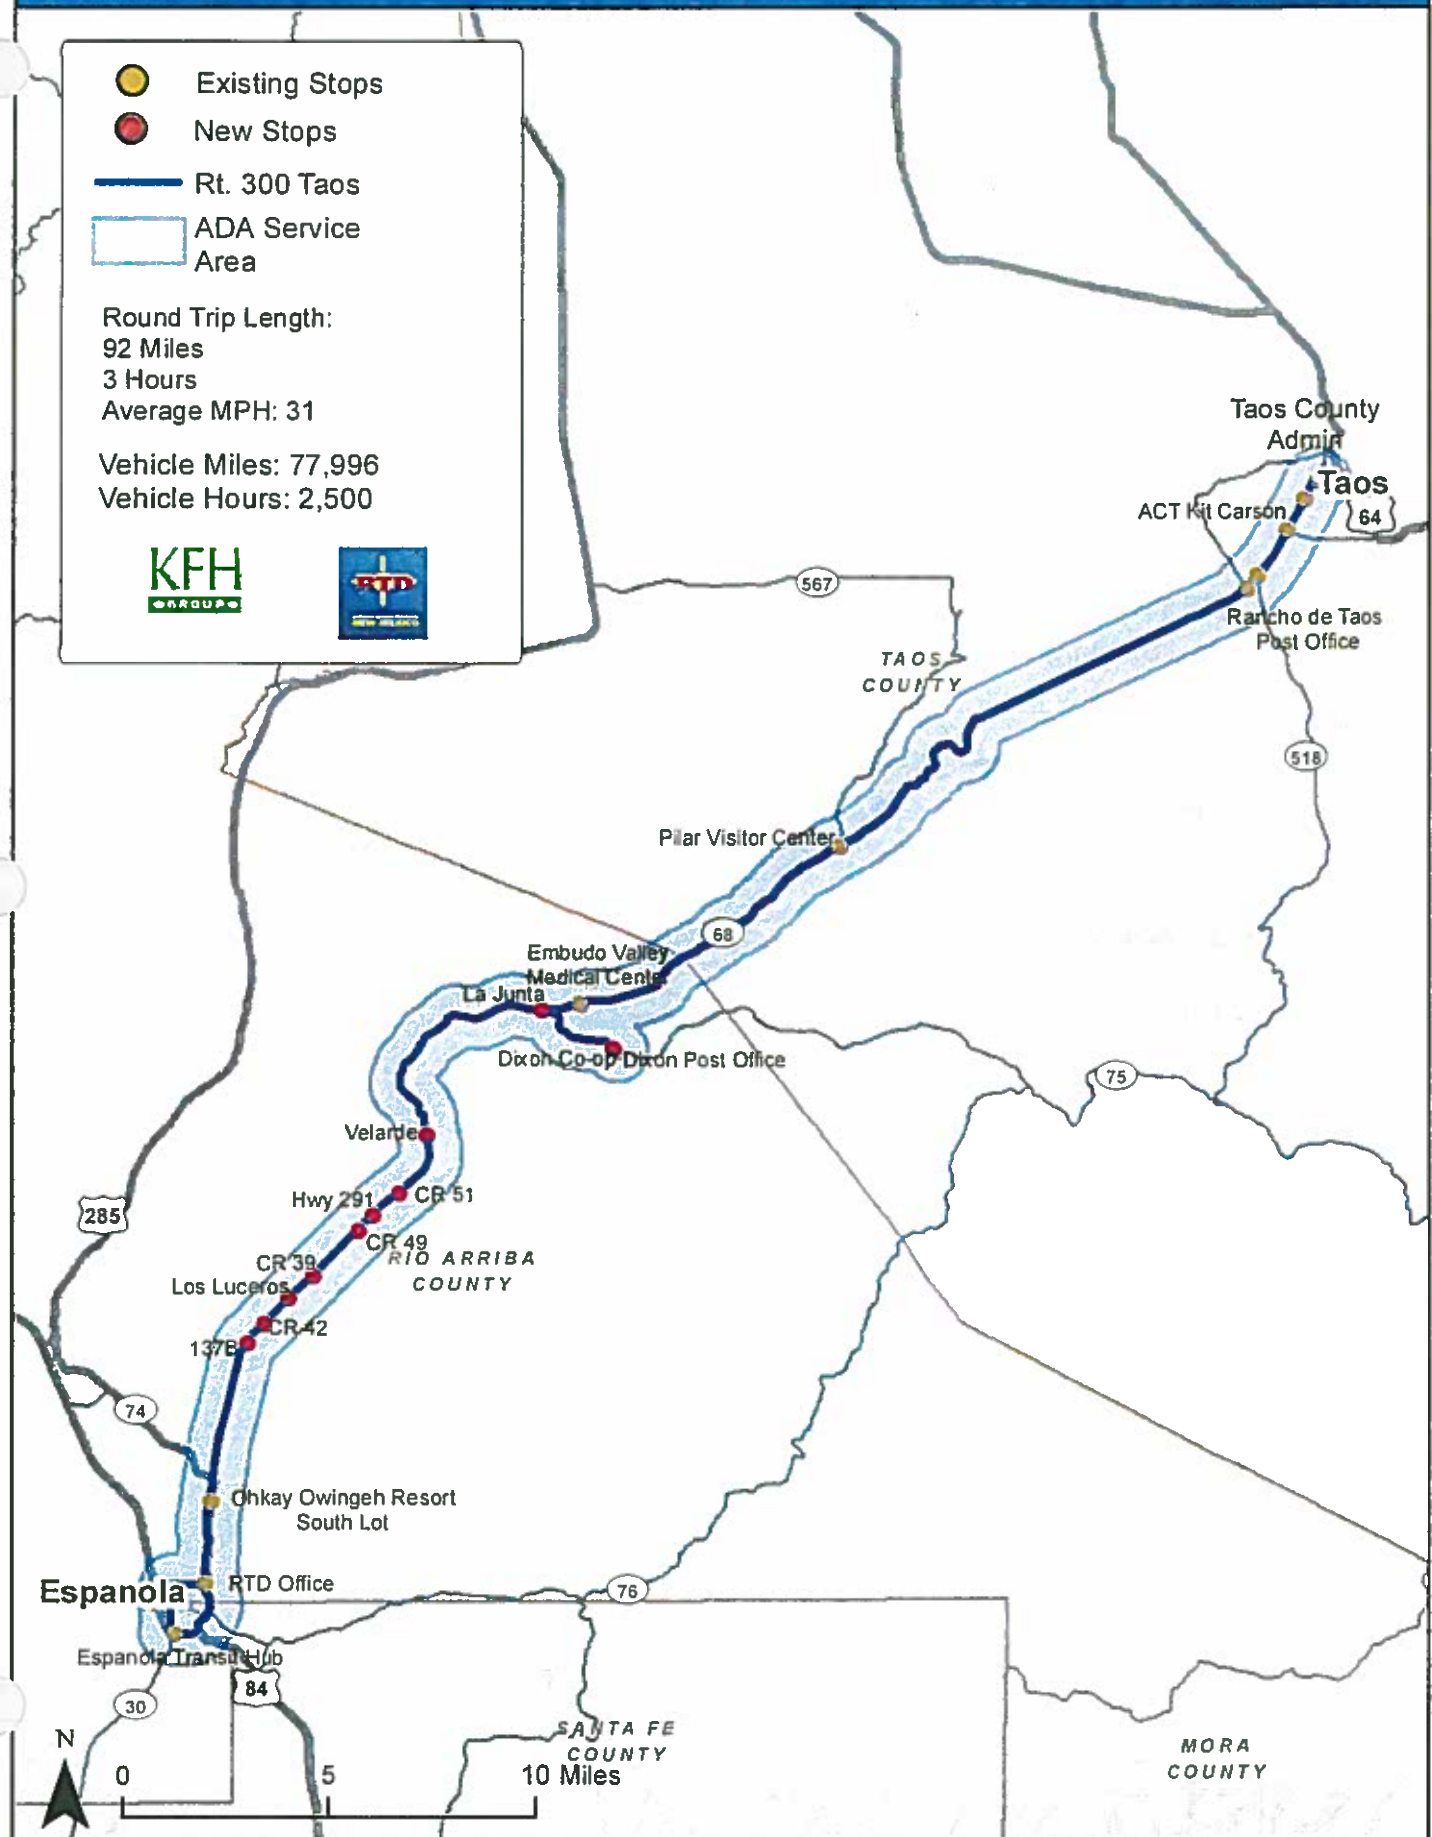 Existing Stops
New Stops
Rt. 300 Taos
ADA Service
Area
Round Trip Length:
92 Miles
3 Hours
Average MPH: 31
Vehicle Miles: 77,996
Vehicle Hours: 2,500
KFH
GROUP
RTD
NEW MEXICO
Taos County
Admin
Taos
ACT Kit Carson
64
567
Rancho de Taos
Post Office
TAOS
COUNTY
518
Pilar Visitor Center
68
Embudo Valley
Medical Cente
La Junta
Dixon Co-op Dixon Post Office
75
Velarde
Hwy 291
CR 51
285
CR 49
CR 39
RIO ARRIBA
COUNTY
Los Luceros
CR 42
137B
74
Ohkay Owingeh Resort
South Lot
Espanola
RTD Office
76
Espanola Transit Hub
84
30
N
SANTA FE
COUNTY
MORA
COUNTY
0 5 10 Miles